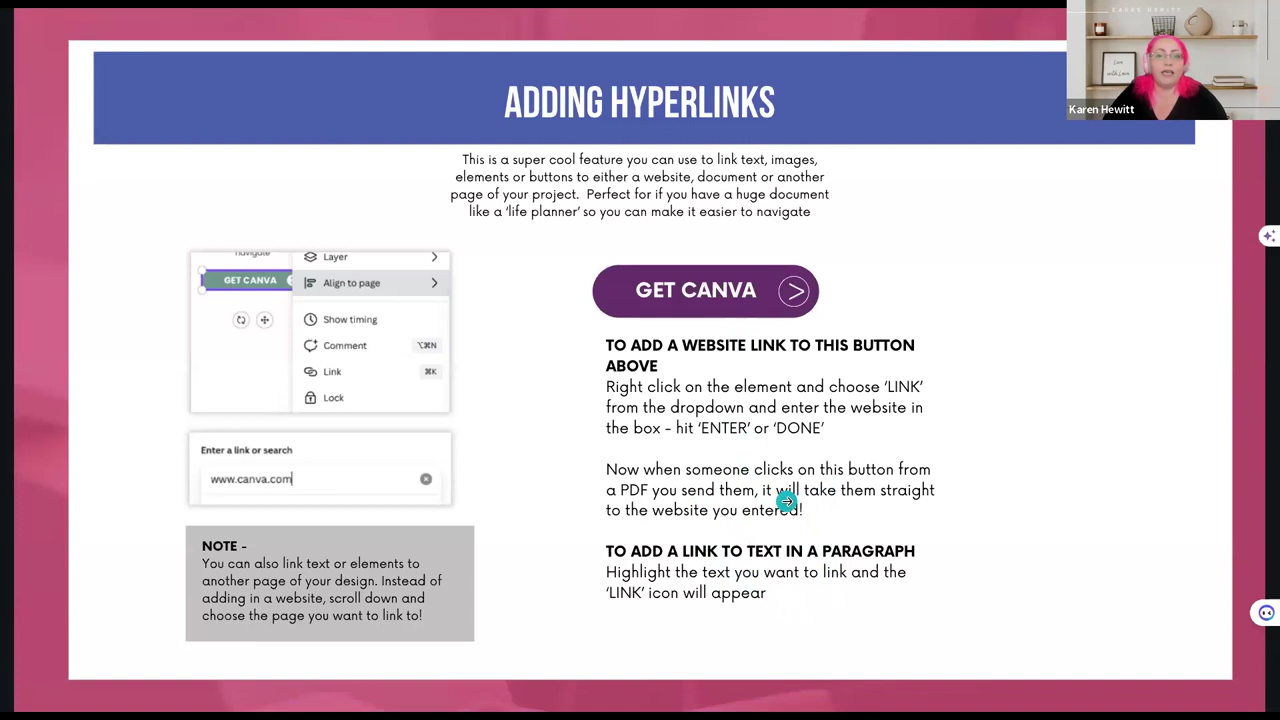 KAREN HEWITT
Live
with Love
Karen Hewitt
ADDING HYPERLINKS
This is a super cool feature you can use to link text, images,
elements or buttons to either a website, document or another
page of your project. Perfect for if you have a huge document
like a ‘life planner’ so you can make it easier to navigate
navigate
GET CANVA
Layer
Align to page
Show timing
Comment ⌥⌘N
Link ⌘K
Lock
Enter a link or search
www.canva.com
NOTE -
You can also link text or elements to
another page of your design. Instead of
adding in a website, scroll down and
choose the page you want to link to!
GET CANVA
TO ADD A WEBSITE LINK TO THIS BUTTON
ABOVE
Right click on the element and choose ‘LINK’
from the dropdown and enter the website in
the box - hit ‘ENTER’ or ‘DONE’
Now when someone clicks on this button from
a PDF you send them, it will take them straight
to the website you entered!
TO ADD A LINK TO TEXT IN A PARAGRAPH
Highlight the text you want to link and the
‘LINK’ icon will appear